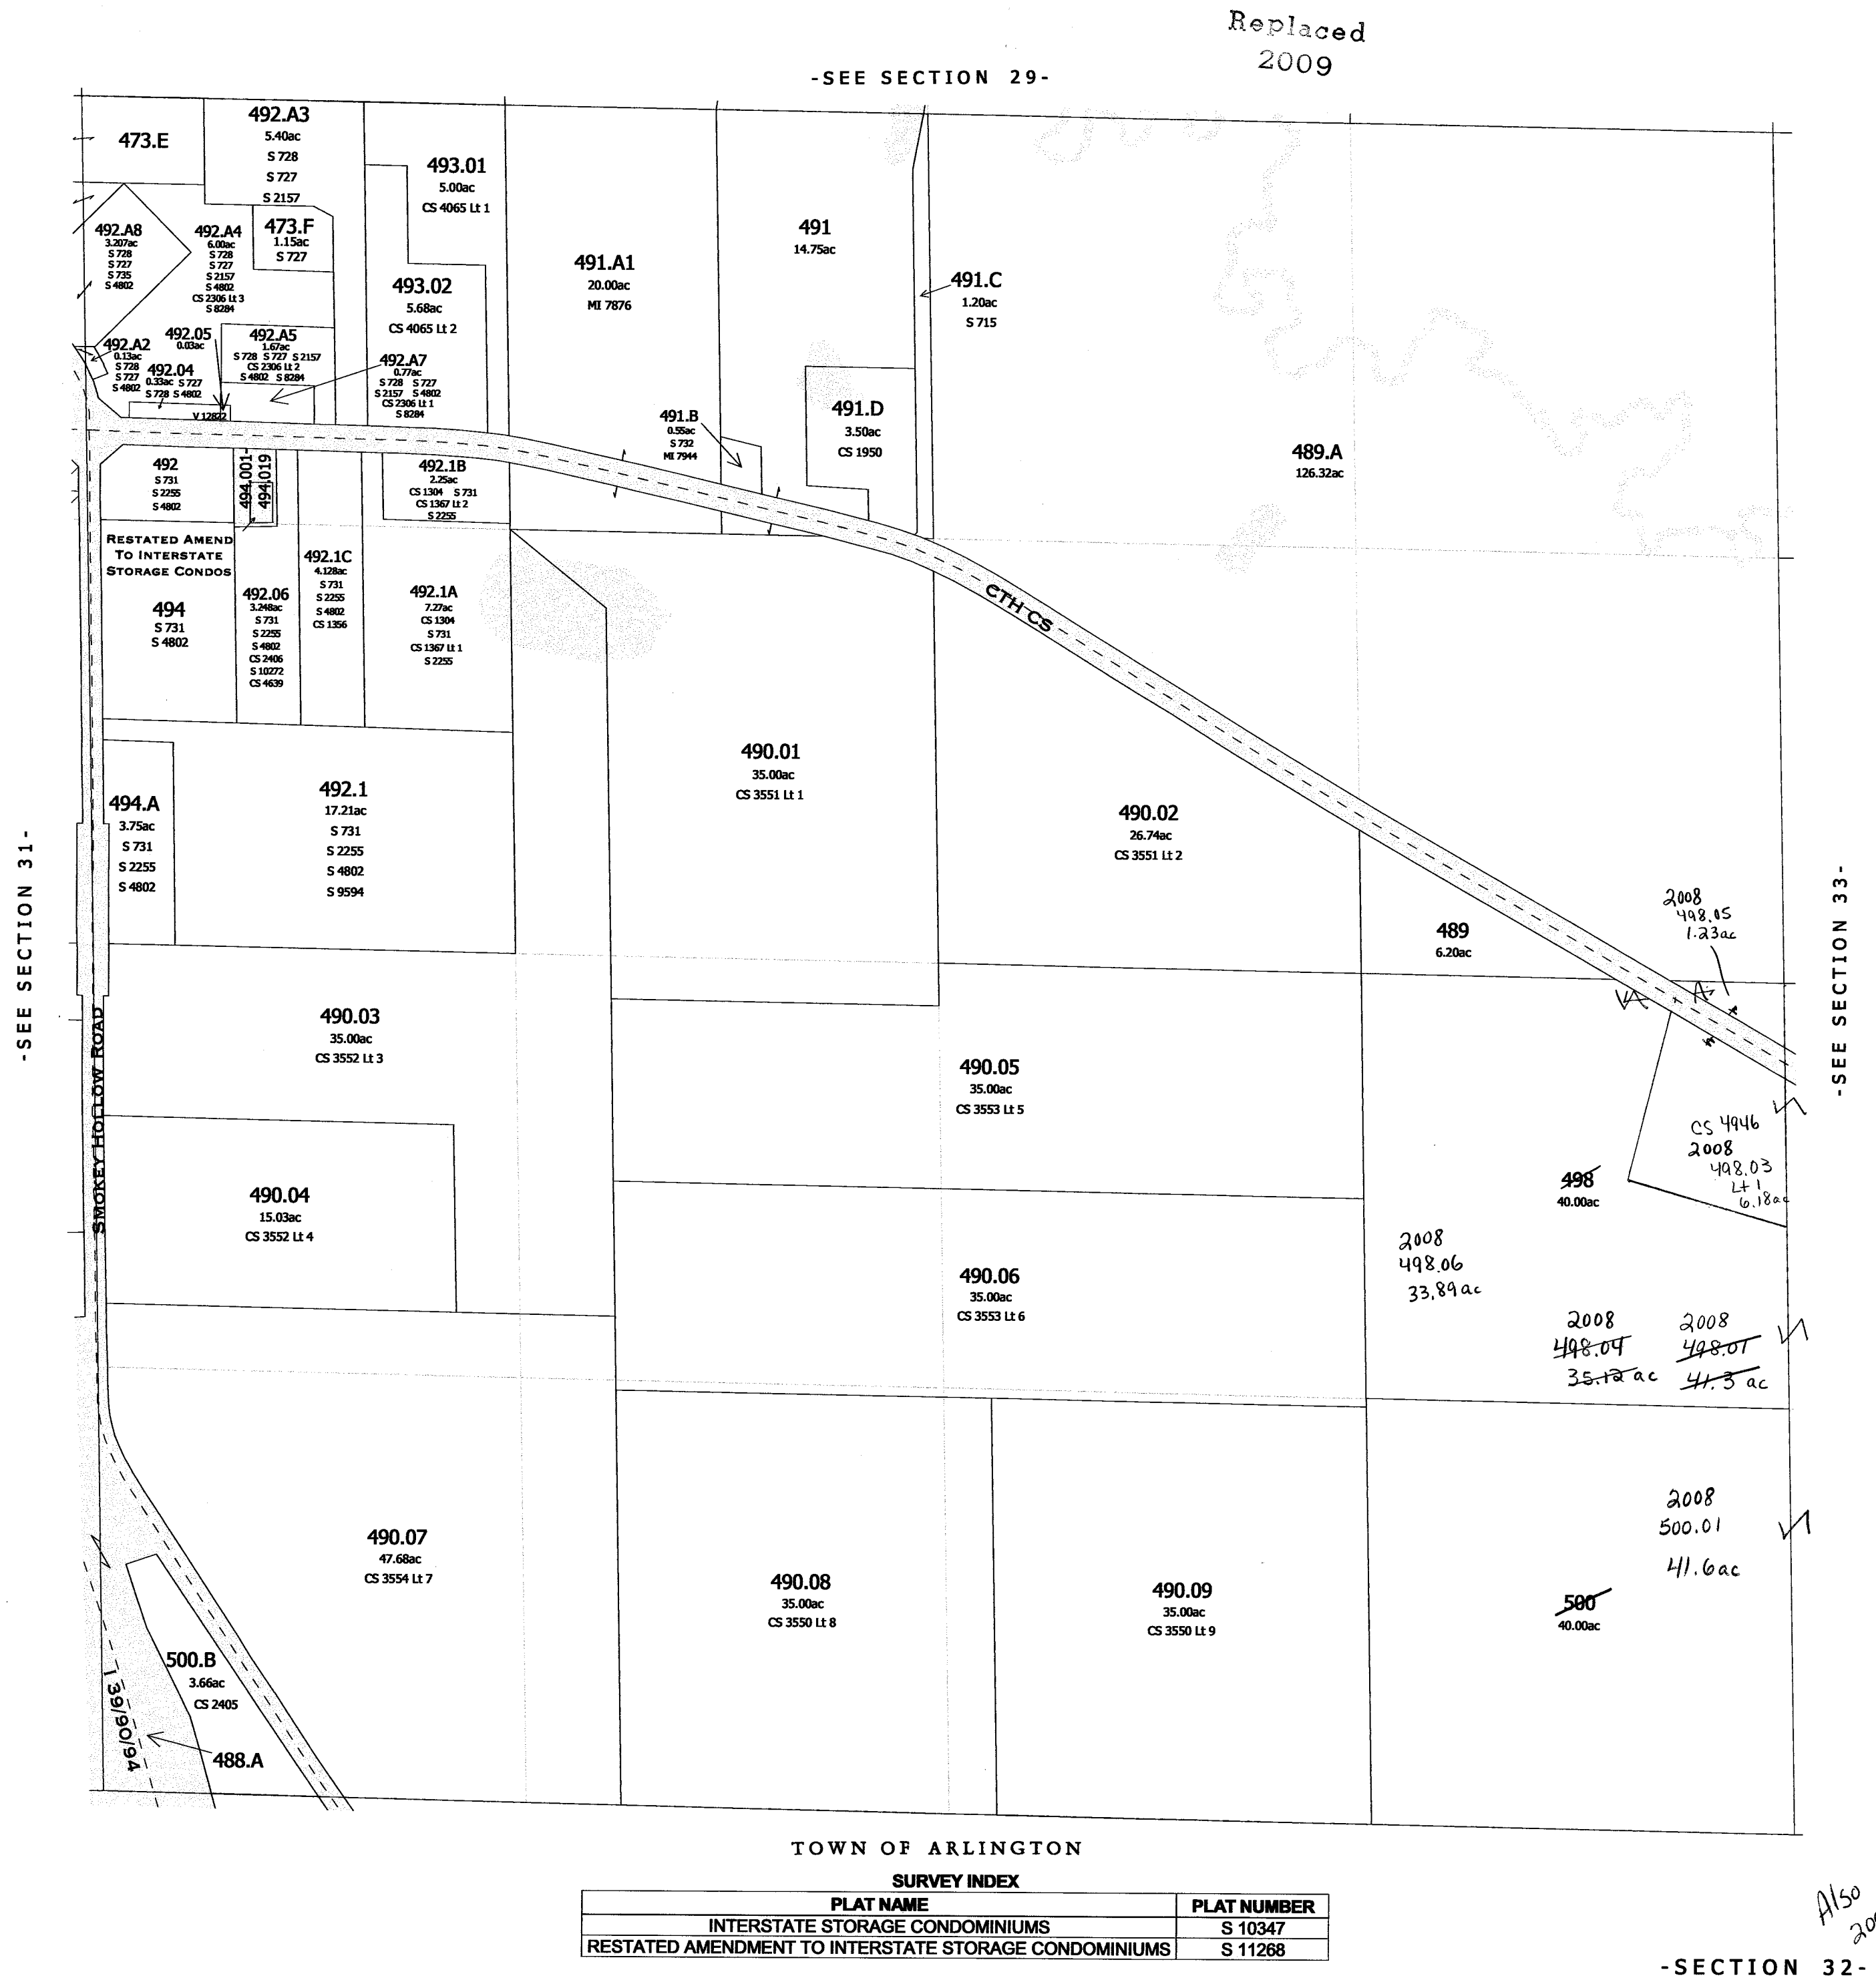 Replaced
2009
-SEE SECTION 29-
473.E
492.A3
5.40ac
S 728
S 727
S 2157
493.01
5.00ac
CS 4065 Lt 1
492.A8
3.207ac
S 728
S 727
S 735
S 4802
492.A4
6.00ac
S 728
S 727
S 2157
S 4802
CS 2306 Lt 3
S 8284
473.F
1.15ac
S 727
493.02
5.68ac
CS 4065 Lt 2
491.A1
20.00ac
MI 7876
491
14.75ac
491.C
1.20ac
S 715
492.A2
0.13ac
S 728
S 727
S 4802
492.05
0.03ac
492.04
0.33ac S 727
S 728 S 4802
492.A5
1.67ac
S 728 S 727 S 2157
CS 2306 Lt 2
S 4802 S 8284
492.A7
0.77ac
S 728 S 727
S 2157 S 4802
CS 2306 Lt 1
S 8284
V 12822
491.B
0.55ac
S 732
MI 7944
491.D
3.50ac
CS 1950
489.A
126.32ac
492
S 731
S 2255
S 4802
494.001-
494.019
492.1B
2.25ac
CS 1304 S 731
CS 1367 Lt 2
S 2255
RESTATED AMEND
TO INTERSTATE
STORAGE CONDOS
494
S 731
S 4802
492.06
3.248ac
S 731
S 2255
S 4802
CS 2406
S 10272
CS 4639
492.1C
4.128ac
S 731
S 2255
S 4802
CS 1356
492.1A
7.27ac
CS 1304
S 731
CS 1367 Lt 1
S 2255
CTH CS
494.A
3.75ac
S 731
S 2255
S 4802
492.1
17.21ac
S 731
S 2255
S 4802
S 9594
490.01
35.00ac
CS 3551 Lt 1
490.02
26.74ac
CS 3551 Lt 2
489
6.20ac
2008
498.05
1.23ac
-SEE SECTION 31-
-SEE SECTION 33-
SMOKEY HOLLOW ROAD
490.03
35.00ac
CS 3552 Lt 3
490.05
35.00ac
CS 3553 Lt 5
CS 4946
2008
498.03
Lt 1
6.18ac
498
40.00ac
490.04
15.03ac
CS 3552 Lt 4
490.06
35.00ac
CS 3553 Lt 6
2008
498.06
33.89ac
2008
498.04
35.12 ac
2008
498.01
41.3 ac
490.07
47.68ac
CS 3554 Lt 7
490.08
35.00ac
CS 3550 Lt 8
490.09
35.00ac
CS 3550 Lt 9
2008
500.01
41.6ac
500
40.00ac
500.B
3.66ac
CS 2405
I 39/90/94
488.A
TOWN OF ARLINGTON
SURVEY INDEX
PLAT NAME PLAT NUMBER
INTERSTATE STORAGE CONDOMINIUMS S 10347
RESTATED AMENDMENT TO INTERSTATE STORAGE CONDOMINIUMS S 11268
Also
-SECTION 32-